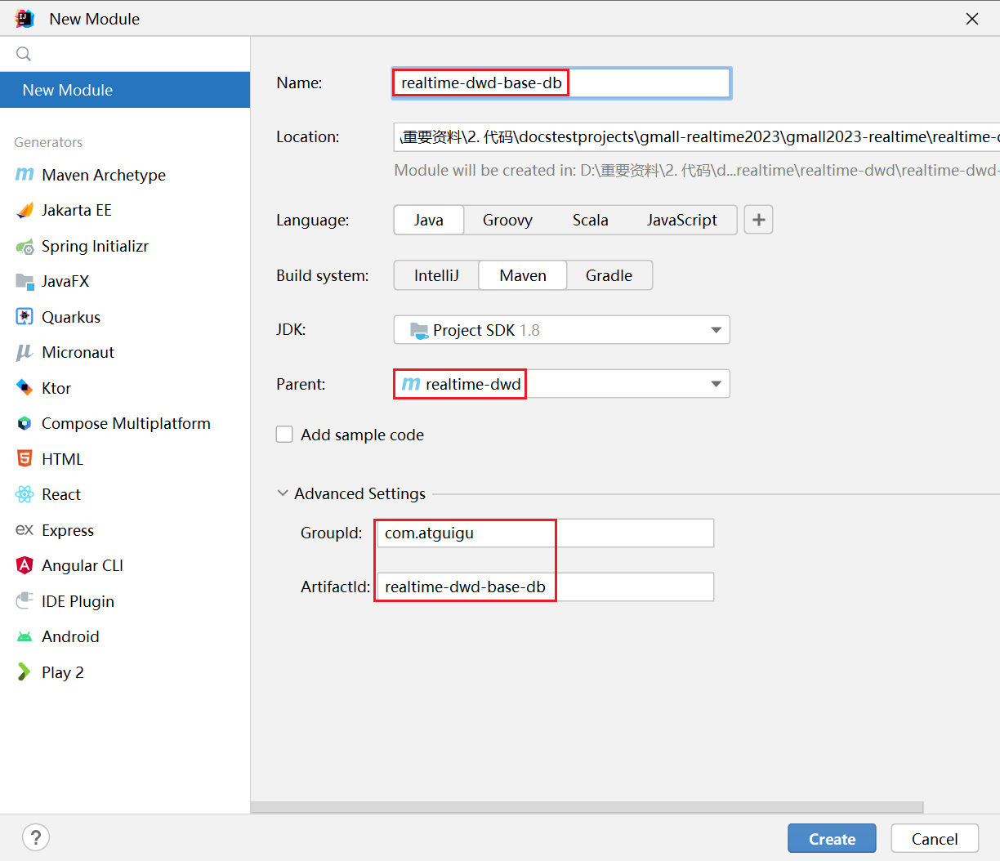 New Module
New Module
Generators
Maven Archetype
Jakarta EE
Spring Initializr
JavaFX
Quarkus
Micronaut
Ktor
Compose Multiplatform
HTML
React
Express
Angular CLI
IDE Plugin
Android
Play 2
Name: realtime-dwd-base-db
Location: \重要资料\2. 代码\docstestprojects\gmall-realtime2023\gmall2023-realtime\realtime-d
Module will be created in: D:\重要资料\2. 代码\d...realtime\realtime-dwd\realtime-dwd-
Language: Java Groovy Scala JavaScript +
Build system: IntelliJ Maven Gradle
JDK: Project SDK 1.8
Parent: m realtime-dwd
Add sample code
Advanced Settings
GroupId: com.atguigu
ArtifactId: realtime-dwd-base-db
? Create Cancel